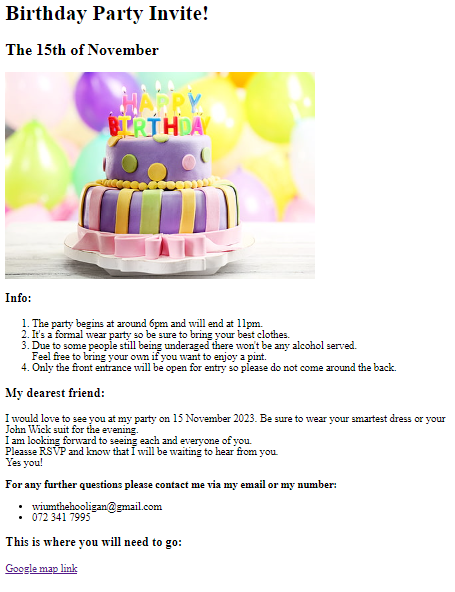 Birthday Party Invite!
The 15th of November
HAPPY
BIRTHDAY
Info:
1. The party begins at around 6pm and will end at 11pm.
2. It's a formal wear party so be sure to bring your best clothes.
3. Due to some people still being underaged there won't be any alcohol served.
Feel free to bring your own if you want to enjoy a pint.
4. Only the front entrance will be open for entry so please do not come around the back.
My dearest friend:
I would love to see you at my party on 15 November 2023. Be sure to wear your smartest dress or your
John Wick suit for the evening.
I am looking forward to seeing each and everyone of you.
Pleasse RSVP and know that I will be waiting to hear from you.
Yes you!
For any further questions please contact me via my email or my number:
• wiumthehooligan@gmail.com
• 072 341 7995
This is where you will need to go:
Google map link